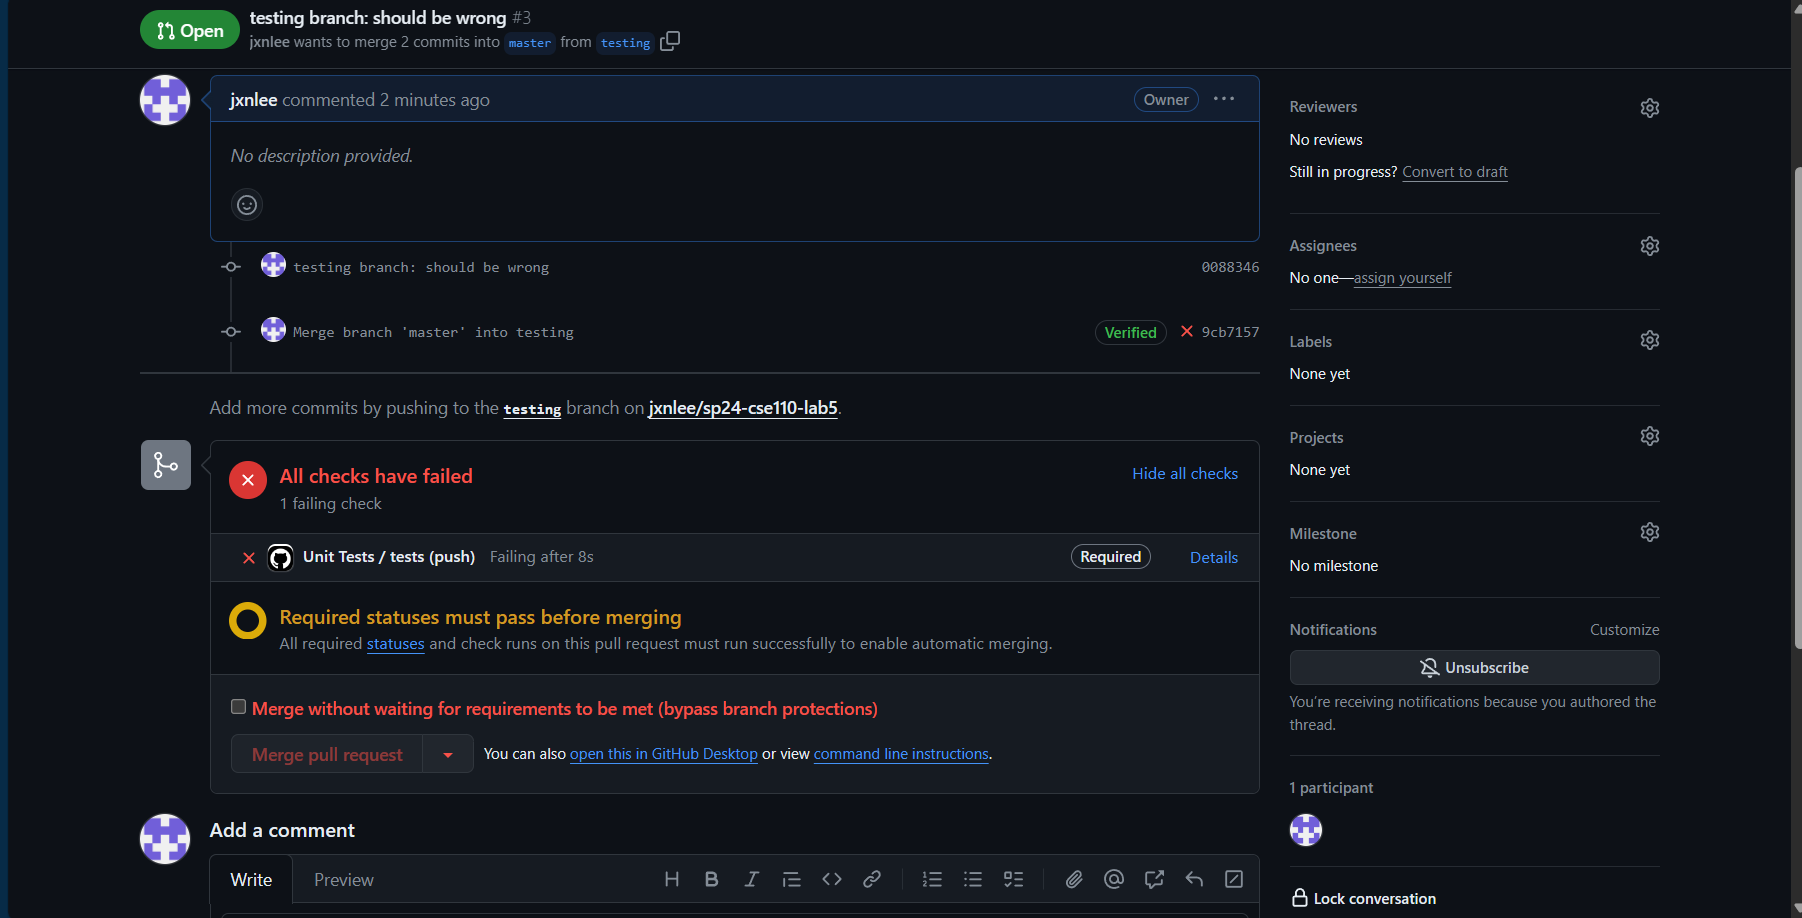 Open
testing branch: should be wrong #3
jxnlee wants to merge 2 commits into master from testing
jxnlee commented 2 minutes ago
Owner
No description provided.
testing branch: should be wrong
0088346
Merge branch 'master' into testing
Verified
9cb7157
Add more commits by pushing to the testing branch on jxnlee/sp24-cse110-lab5.
All checks have failed
Hide all checks
1 failing check
Unit Tests / tests (push) Failing after 8s
Required
Details
Required statuses must pass before merging
All required statuses and check runs on this pull request must run successfully to enable automatic merging.
Merge without waiting for requirements to be met (bypass branch protections)
Merge pull request
You can also open this in GitHub Desktop or view command line instructions.
Add a comment
Write
Preview
Reviewers
No reviews
Still in progress? Convert to draft
Assignees
No one—assign yourself
Labels
None yet
Projects
None yet
Milestone
No milestone
Notifications
Customize
Unsubscribe
You're receiving notifications because you authored the
thread.
1 participant
Lock conversation